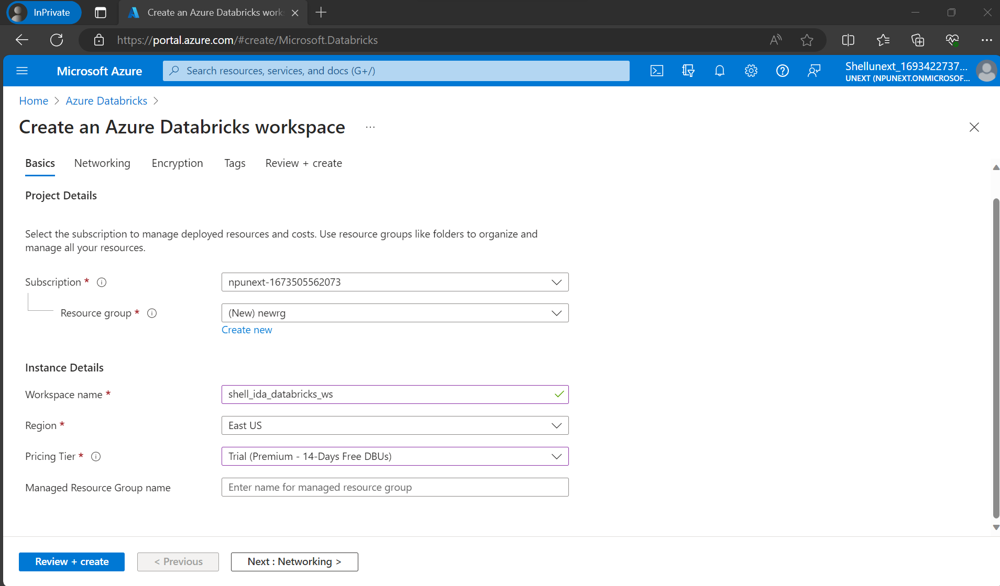 InPrivate
Create an Azure Databricks work
https://portal.azure.com/#create/Microsoft.Databricks
Microsoft Azure
Search resources, services, and docs (G+/)
Shellunext_1693422737...
UNEXT (NPUNEXT.ONMICROSOF...
Home > Azure Databricks >
Create an Azure Databricks workspace ...
Basics Networking Encryption Tags Review + create
Project Details
Select the subscription to manage deployed resources and costs. Use resource groups like folders to organize and
manage all your resources.
Subscription * npunext-1673505562073
Resource group * (New) newrg
Create new
Instance Details
Workspace name * shell_ida_databricks_ws
Region * East US
Pricing Tier * Trial (Premium - 14-Days Free DBUs)
Managed Resource Group name Enter name for managed resource group
Review + create < Previous Next : Networking >